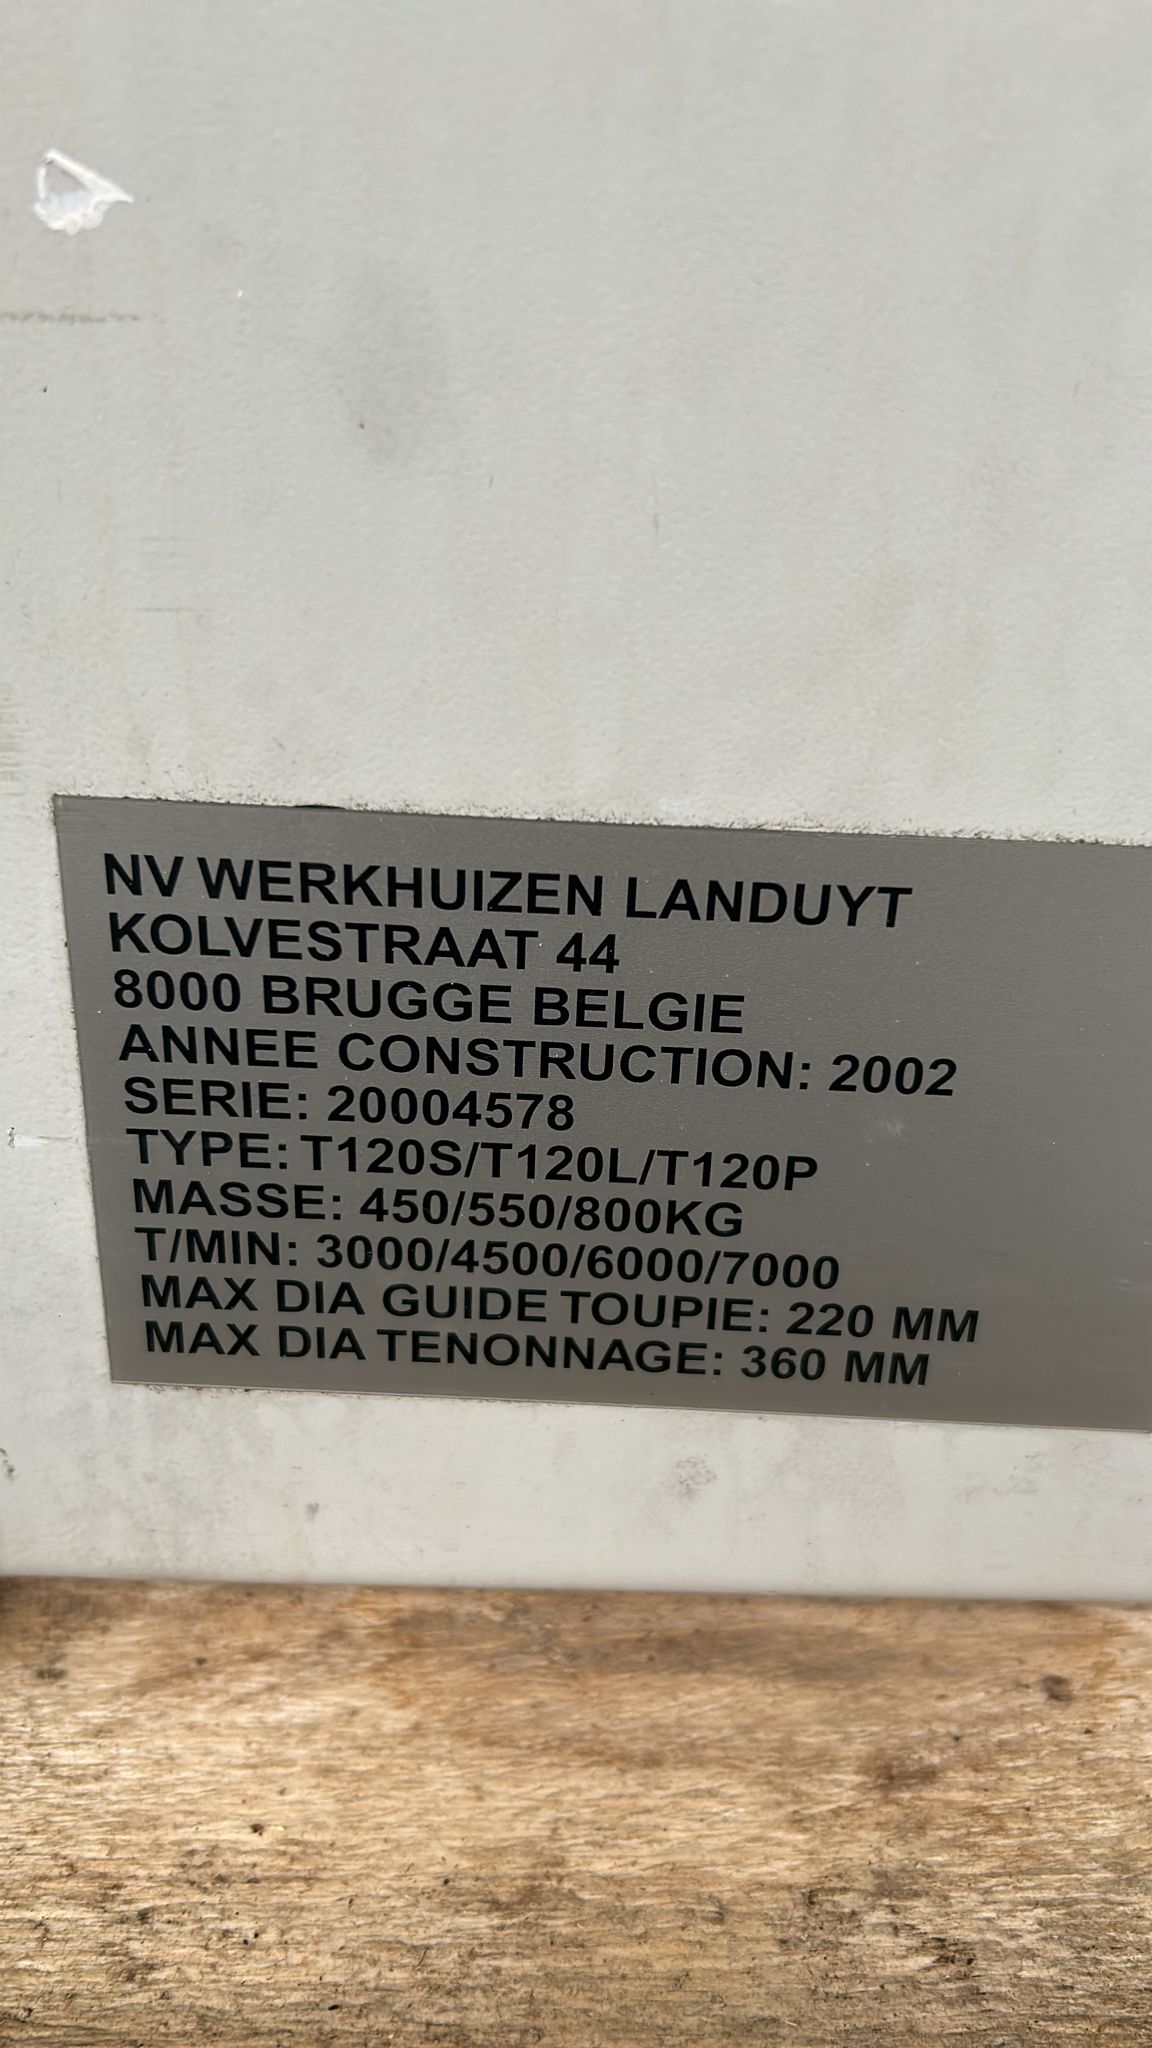 NV WERKHUIZEN LANDUYT
KOLVESTRAAT 44
8000 BRUGGE BELGIE
ANNEE CONSTRUCTION: 2002
SERIE: 20004578
TYPE: T120S/T120L/T120P
MASSE: 450/550/800KG
T/MIN: 3000/4500/6000/7000
MAX DIA GUIDE TOUPIE: 220 MM
MAX DIA TENONNAGE: 360 MM